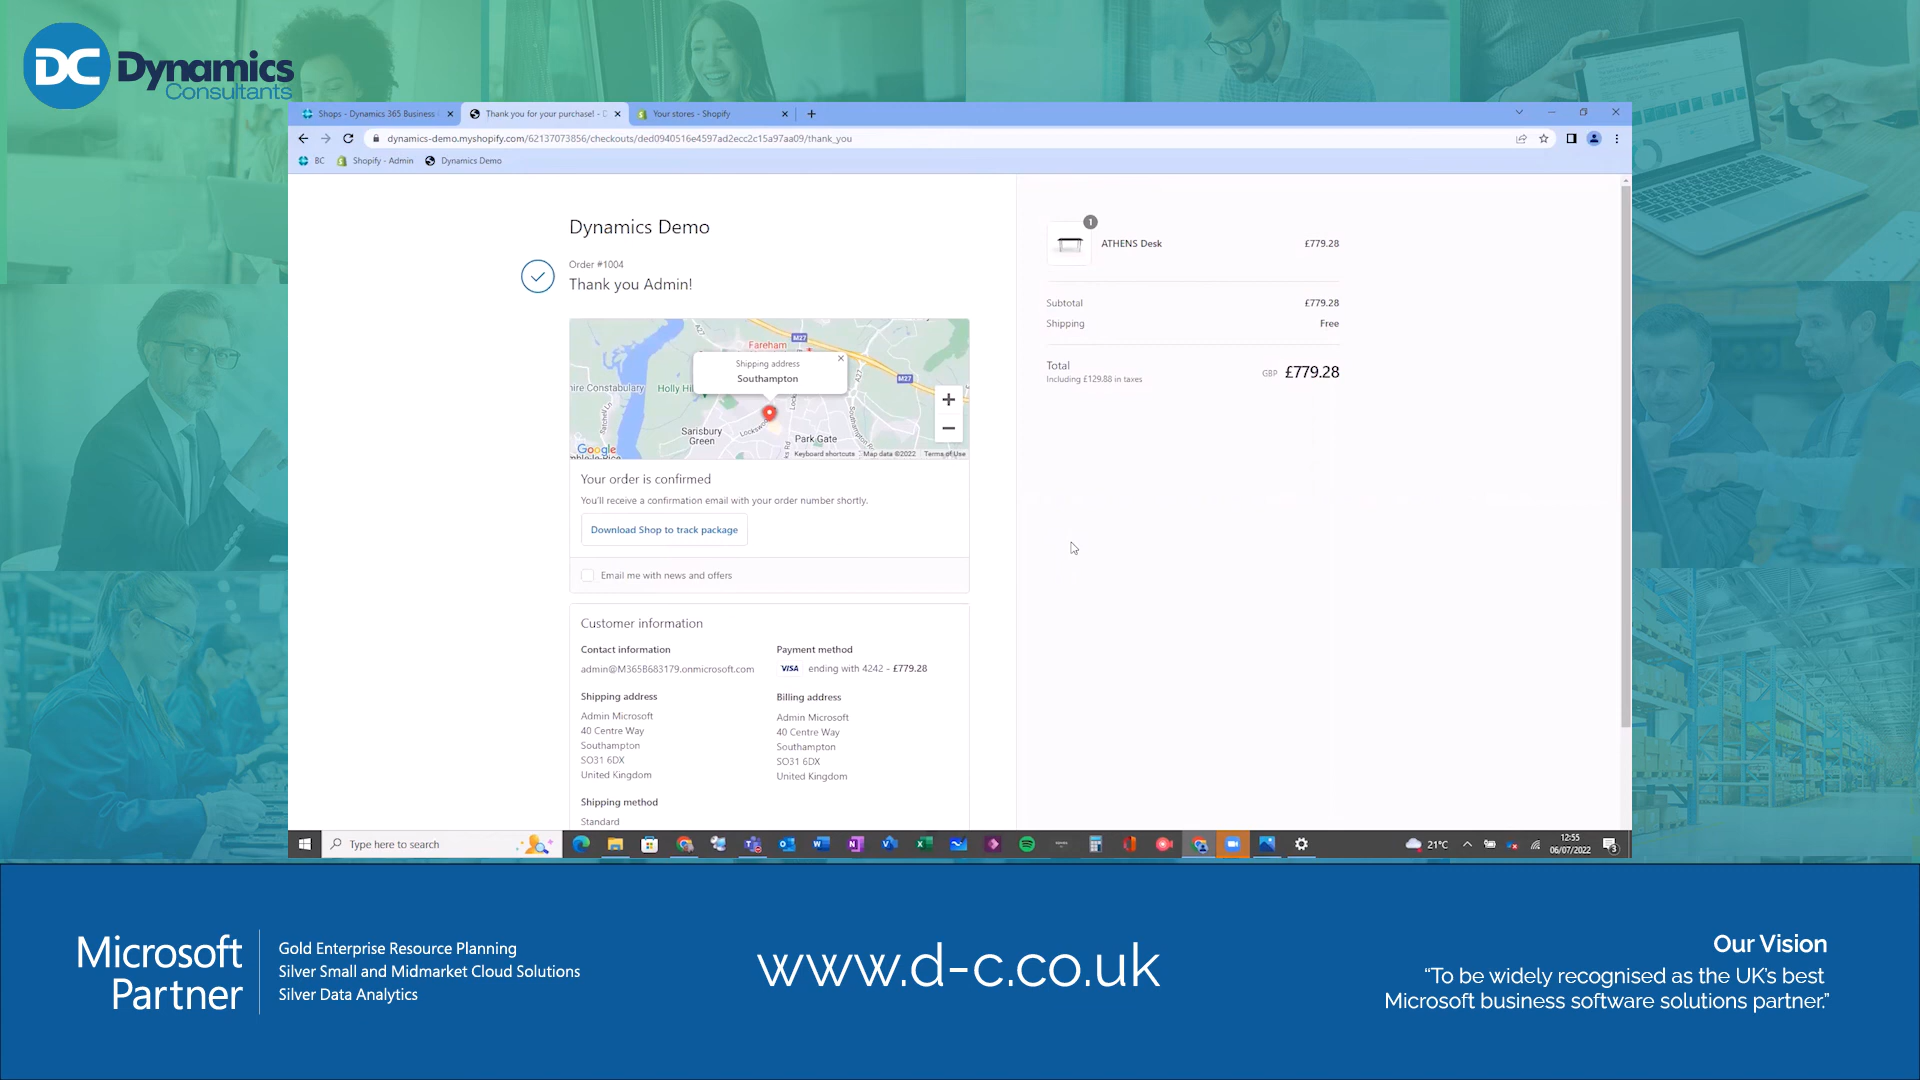 DC Dynamics
Consultants
Shops - Dynamics 365 Business
Thank you for your purchase! - D
Your stores - Shopify
dynamics-demo.myshopify.com/62137073856/checkouts/ded0940516e4597ad2ecc2c15a97aa09/thank_you
BC Shopify - Admin Dynamics Demo
Dynamics Demo
Order #1004
Thank you Admin!
M27
Fareham
Shipping address
Southampton
ire Constabulary
Holly Hi
M27
A27
Sarisbury
Green
Park Gate
Google
Keyboard shortcuts Map data ©2022 Terms of Use
Your order is confirmed
You'll receive a confirmation email with your order number shortly.
Download Shop to track package
Email me with news and offers
Customer information
Contact information
admin@M365B683179.onmicrosoft.com
Payment method
VISA ending with 4242 - £779.28
Shipping address
Admin Microsoft
40 Centre Way
Southampton
SO31 6DX
United Kingdom
Billing address
Admin Microsoft
40 Centre Way
Southampton
SO31 6DX
United Kingdom
Shipping method
Standard
1
ATHENS Desk £779.28
Subtotal £779.28
Shipping Free
Total
Including £129.88 in taxes
GBP £779.28
Type here to search
21°C
12:55
06/07/2022
3
Microsoft
Partner
Gold Enterprise Resource Planning
Silver Small and Midmarket Cloud Solutions
Silver Data Analytics
www.d-c.co.uk
Our Vision
“To be widely recognised as the UK's best
Microsoft business software solutions partner.”